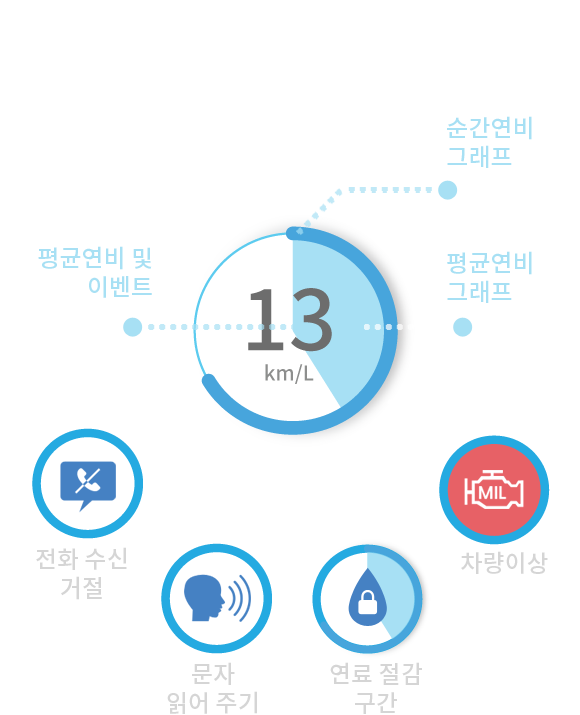 순간연비
그래프
평균연비 및
이벤트
평균연비
그래프
13
km/L
MIL
전화 수신
거절
차량이상
문자
읽어 주기
연료 절감
구간